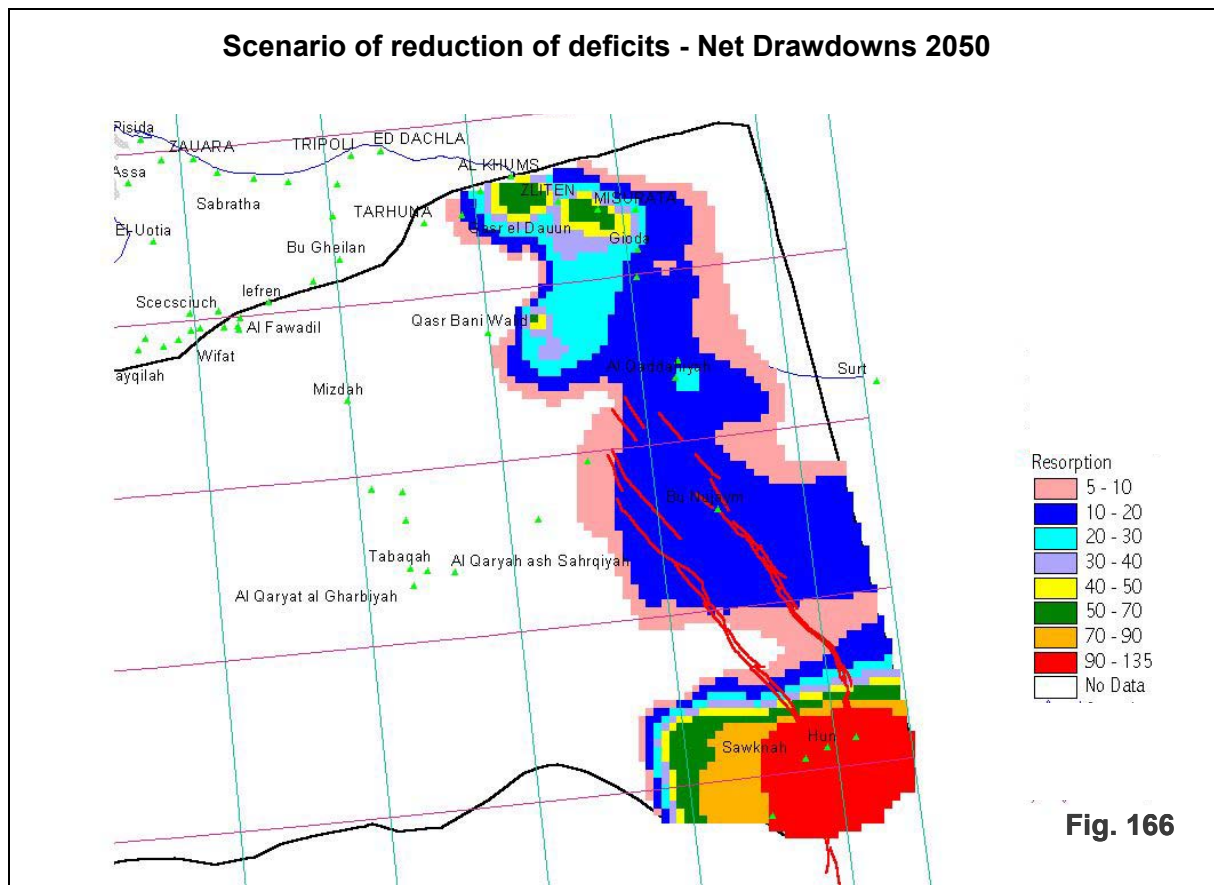 Scenario of reduction of deficits - Net Drawdowns 2050
Pisida
ZAUARA
TRIPOLI
ED DACHLA
Assa
AL KHUMS
Sabratha
ZLITEN
MISURATA
TARHUNA
El-Uotia
Qasr el Dauun
Gioda
Bu Gheilan
Iefren
Scecsciuch
Al Fawadil
Qasr Bani Walid
Wifat
ayqilah
Mizdah
Al Qaddahiyah
Surt
Bu Nujaym
Tabaqah
Al Qaryah ash Sahrqiyah
Al Qaryat al Gharbiyah
Sawknah
Hun
Resorption
5 - 10
10 - 20
20 - 30
30 - 40
40 - 50
50 - 70
70 - 90
90 - 135
No Data
Fig. 166